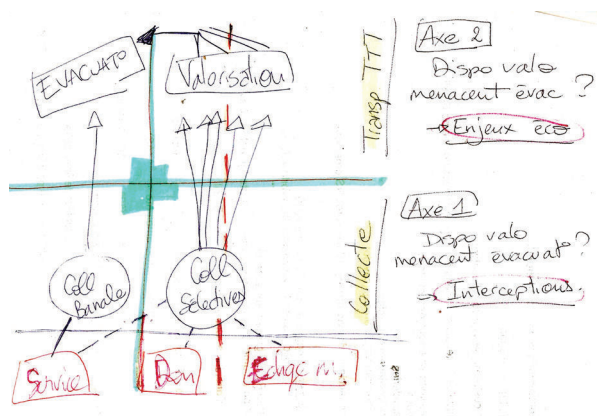 EVACUATO
Valorisation
Transp TTT
Axe 2
Dispo valo
menacent évac ?
→ Enjeux éco
Coll
Banale
Coll
Sélectives
Collecte
Axe 1
Dispo valo
menacent evacuat° ?
→ Interceptions.
Service
Don